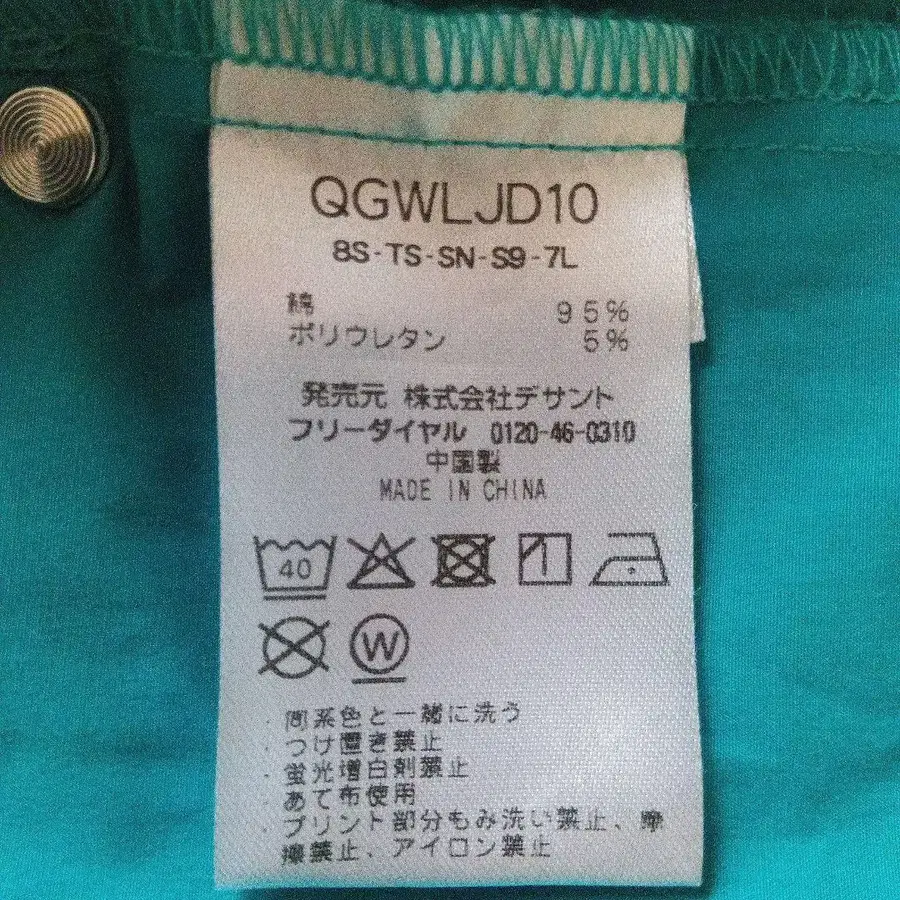 QGWLJD10
8S-TS-SN-S9-7L
綿 95%
ポリウレタン 5%
発売元 株式会社デサント
フリーダイヤル 0120-46-0310
中国製
MADE IN CHINA
40
W
・同系色と一緒に洗う
・つけ置き禁止
・蛍光増白剤禁止
・あて布使用
・プリント部分もみ洗い禁止、摩
擦禁止、アイロン禁止